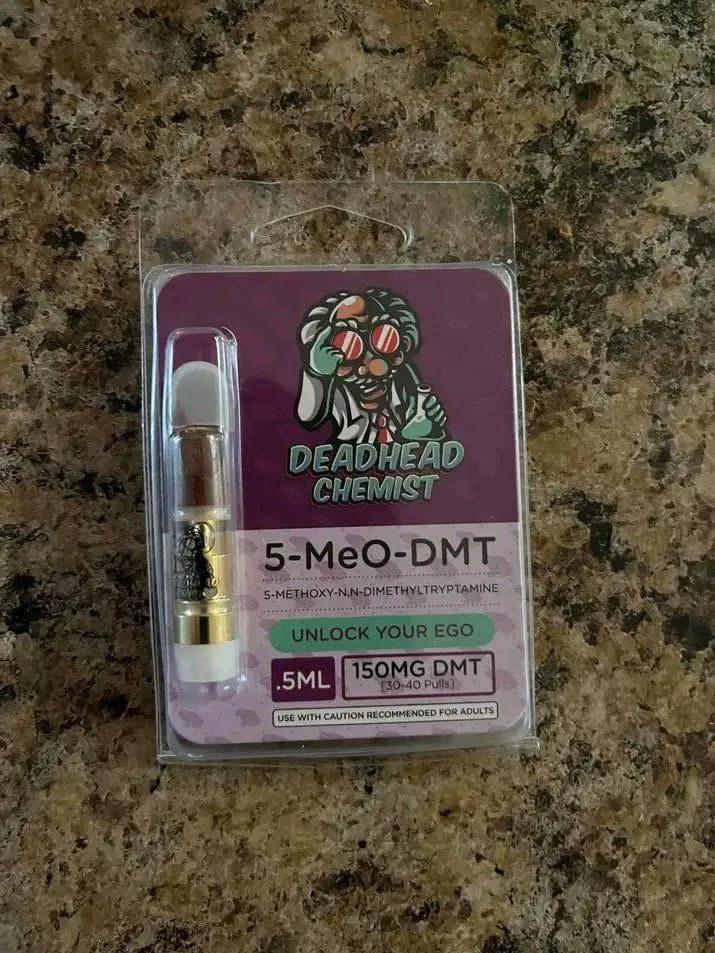 DEADHEAD
CHEMIST
5-MeO-DMT
5-METHOXY-N,N-DIMETHYLTRYPTAMINE
UNLOCK YOUR EGO
.5ML
150MG DMT
[30-40 Pulls]
USE WITH CAUTION RECOMMENDED FOR ADULTS